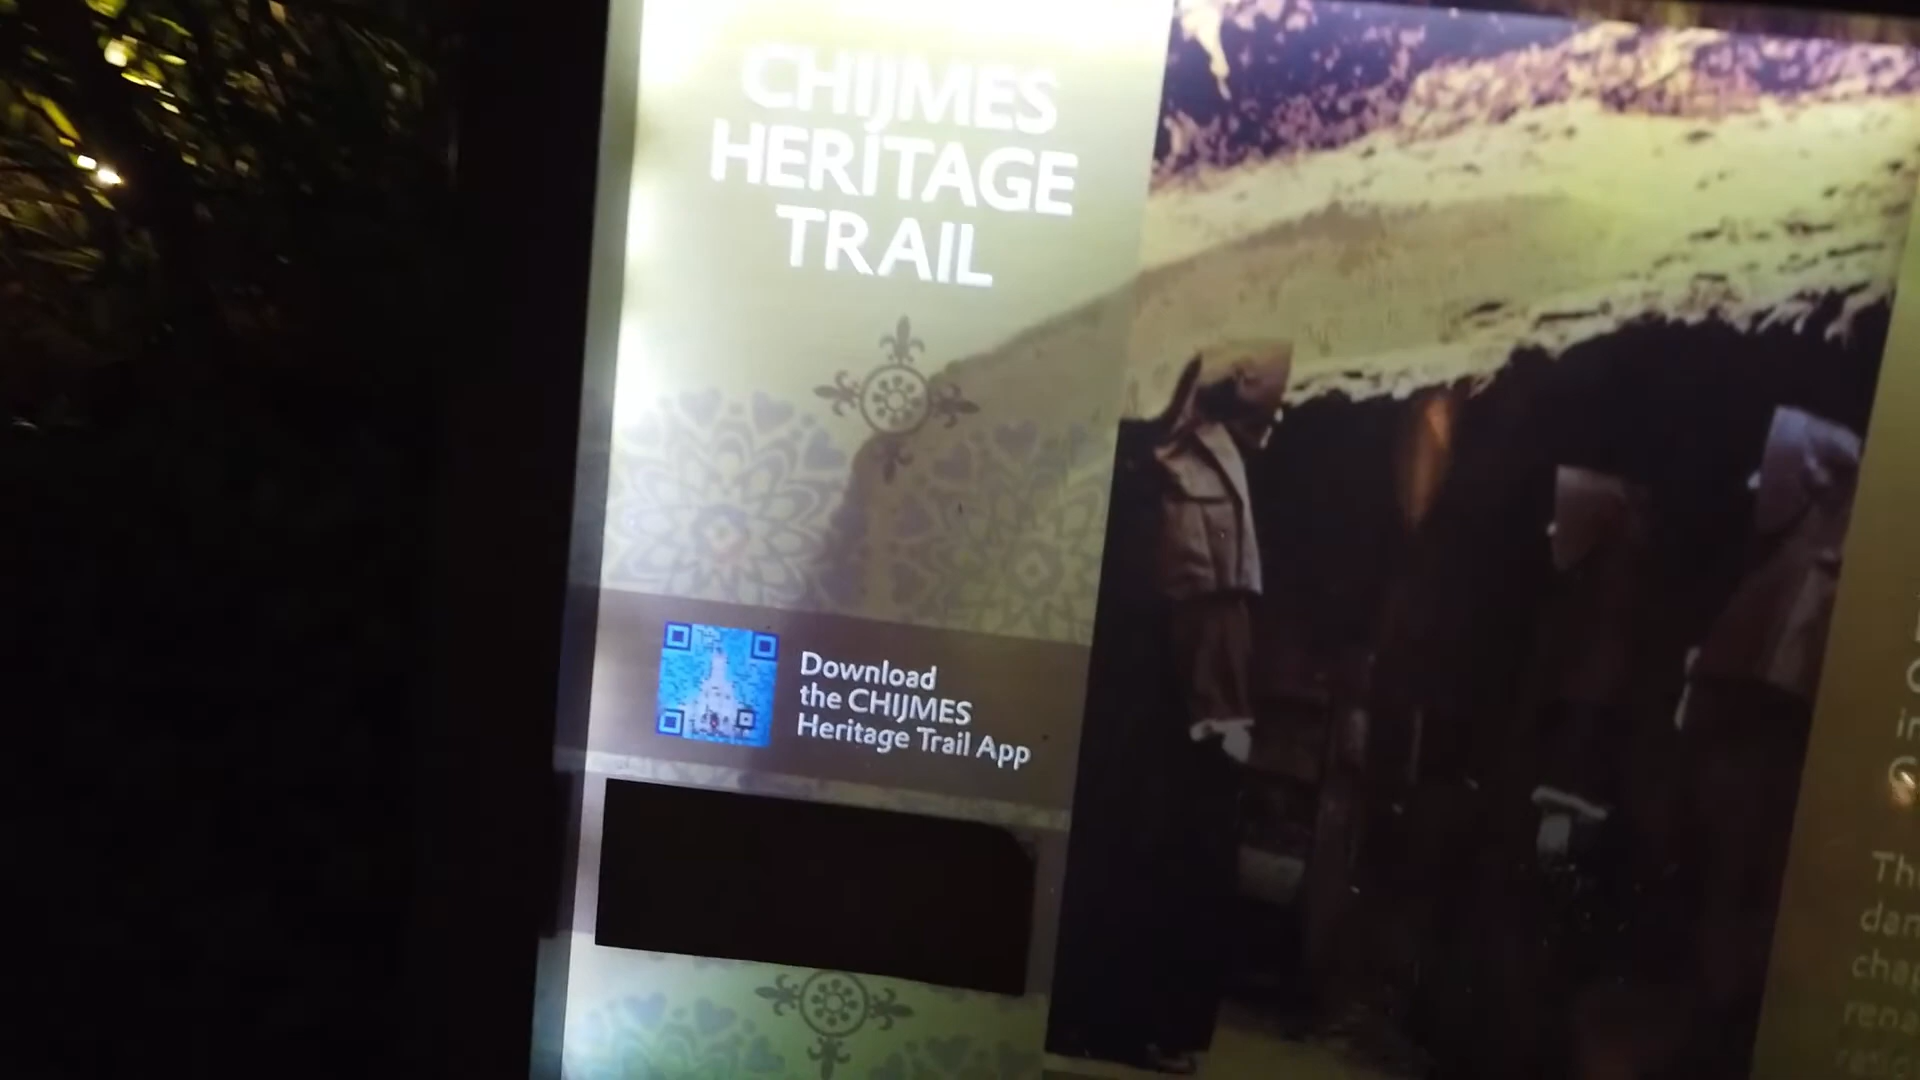 CHIJMES
HERITAGE
TRAIL
Download
the CHIJMES
Heritage Trail App